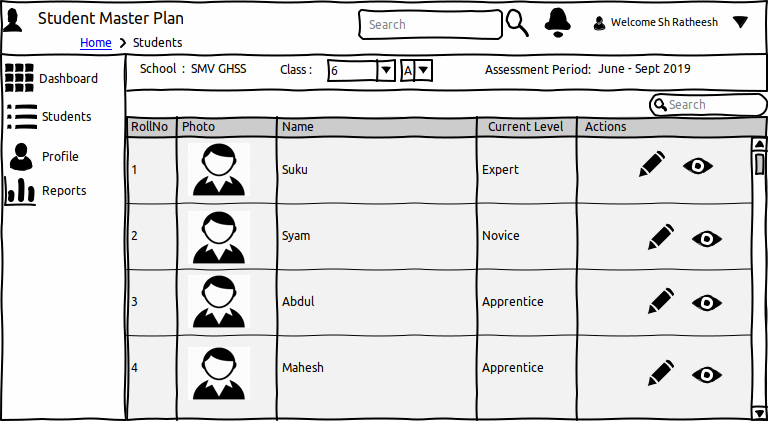 Student Master Plan
Search
Welcome Sh Ratheesh
Home > Students
School : SMV GHSS Class : 6 A Assessment Period: June - Sept 2019
Dashboard
Students
Profile
Reports
Search
RollNo Photo Name Current Level Actions
1 Suku Expert
2 Syam Novice
3 Abdul Apprentice
4 Mahesh Apprentice